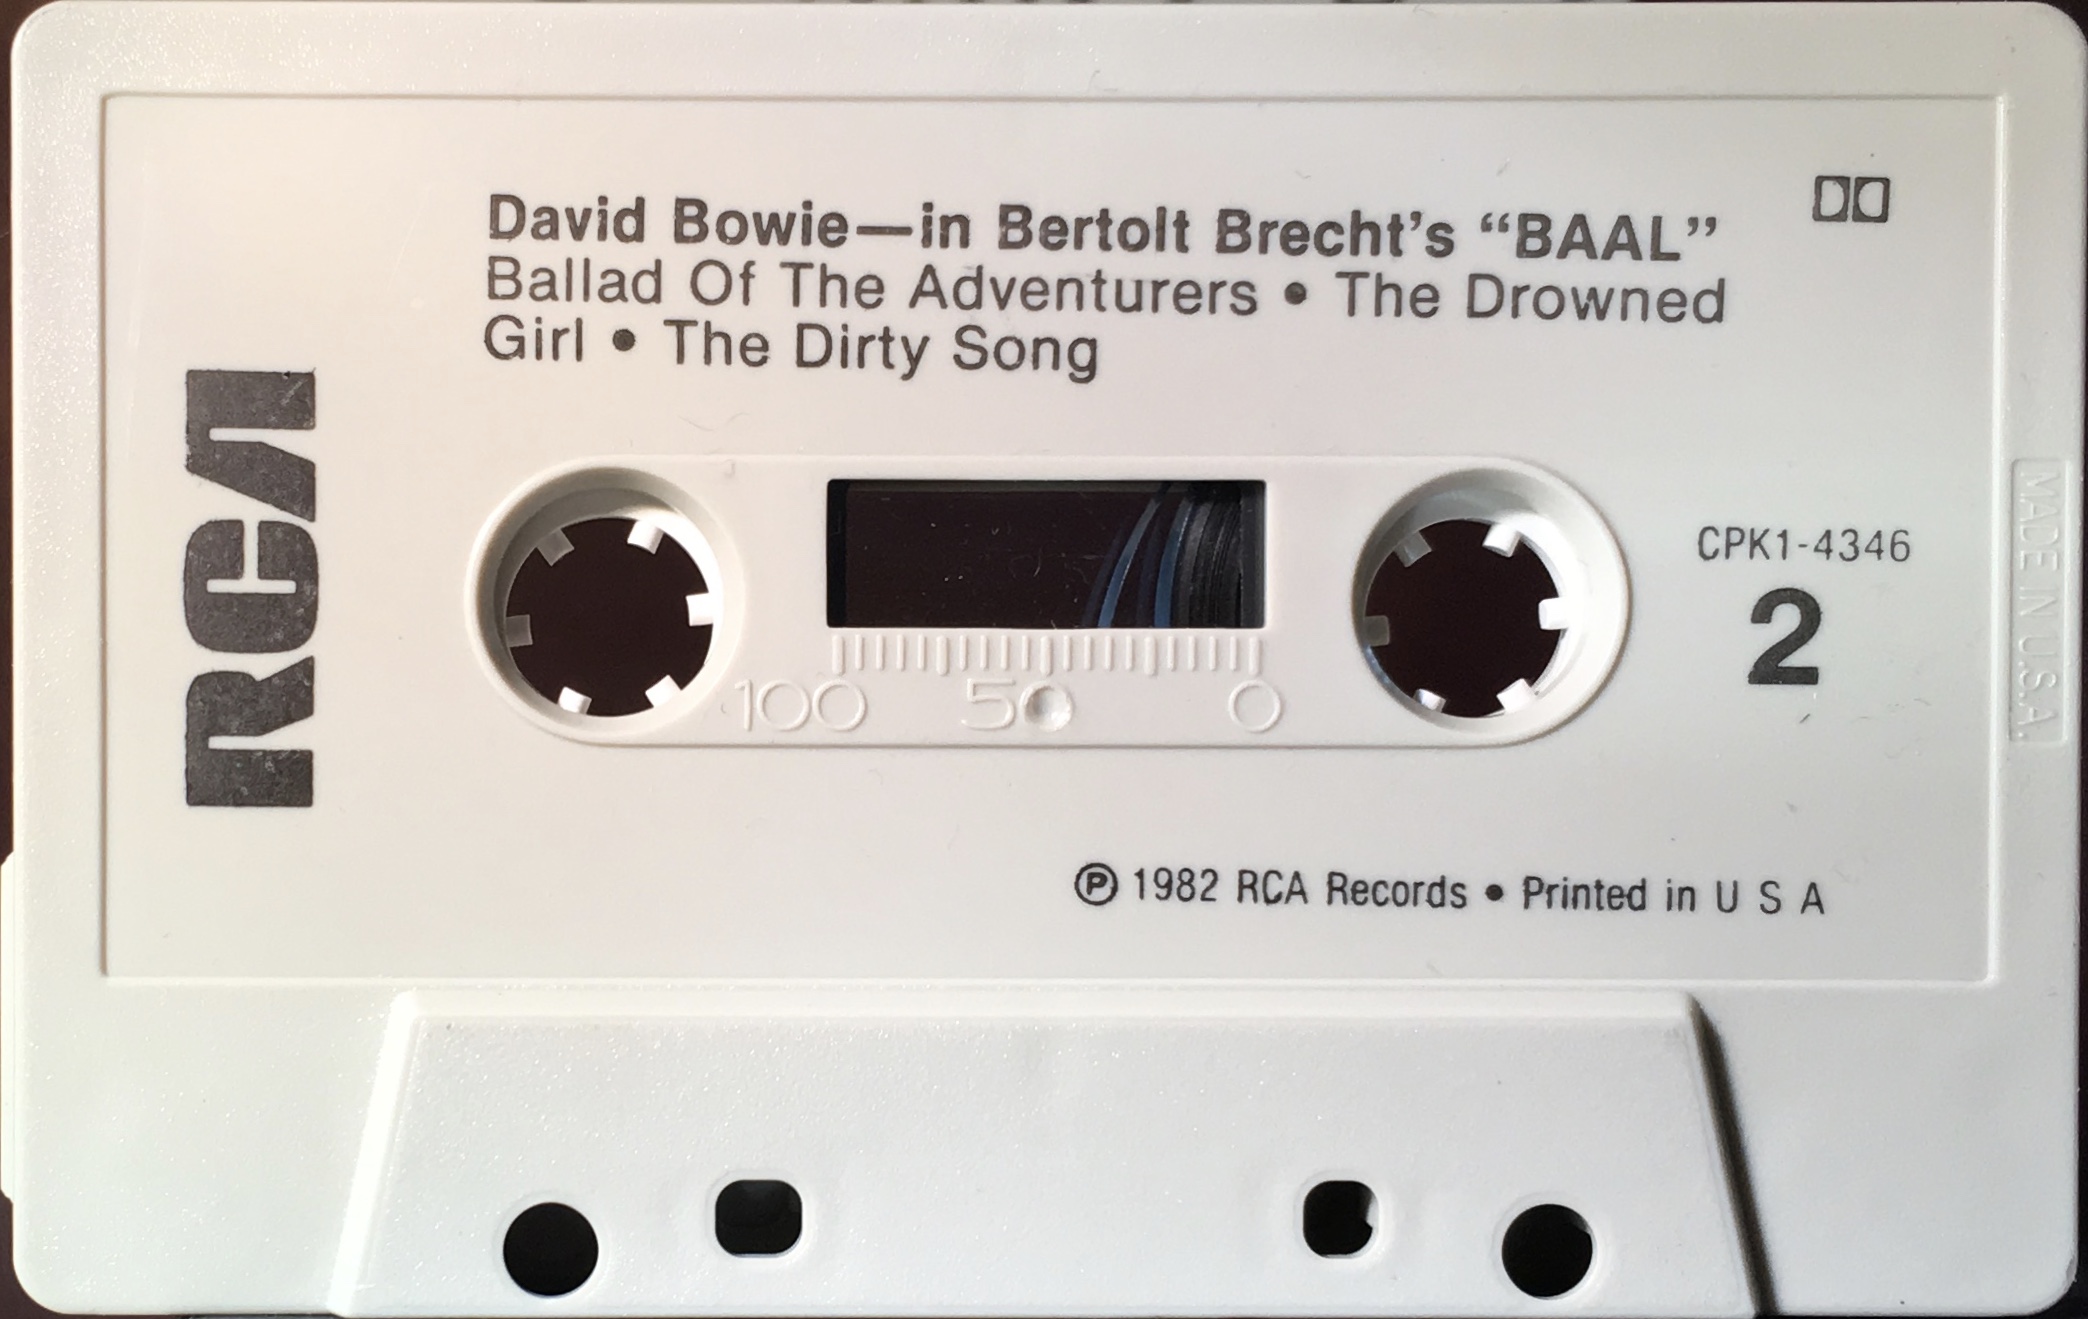 David Bowie—in Bertolt Brecht's “BAAL”
Ballad Of The Adventurers • The Drowned
Girl • The Dirty Song
RCA
CPK1-4346
2
100 50 0
MADE IN U.S.A.
℗ 1982 RCA Records • Printed in U S A